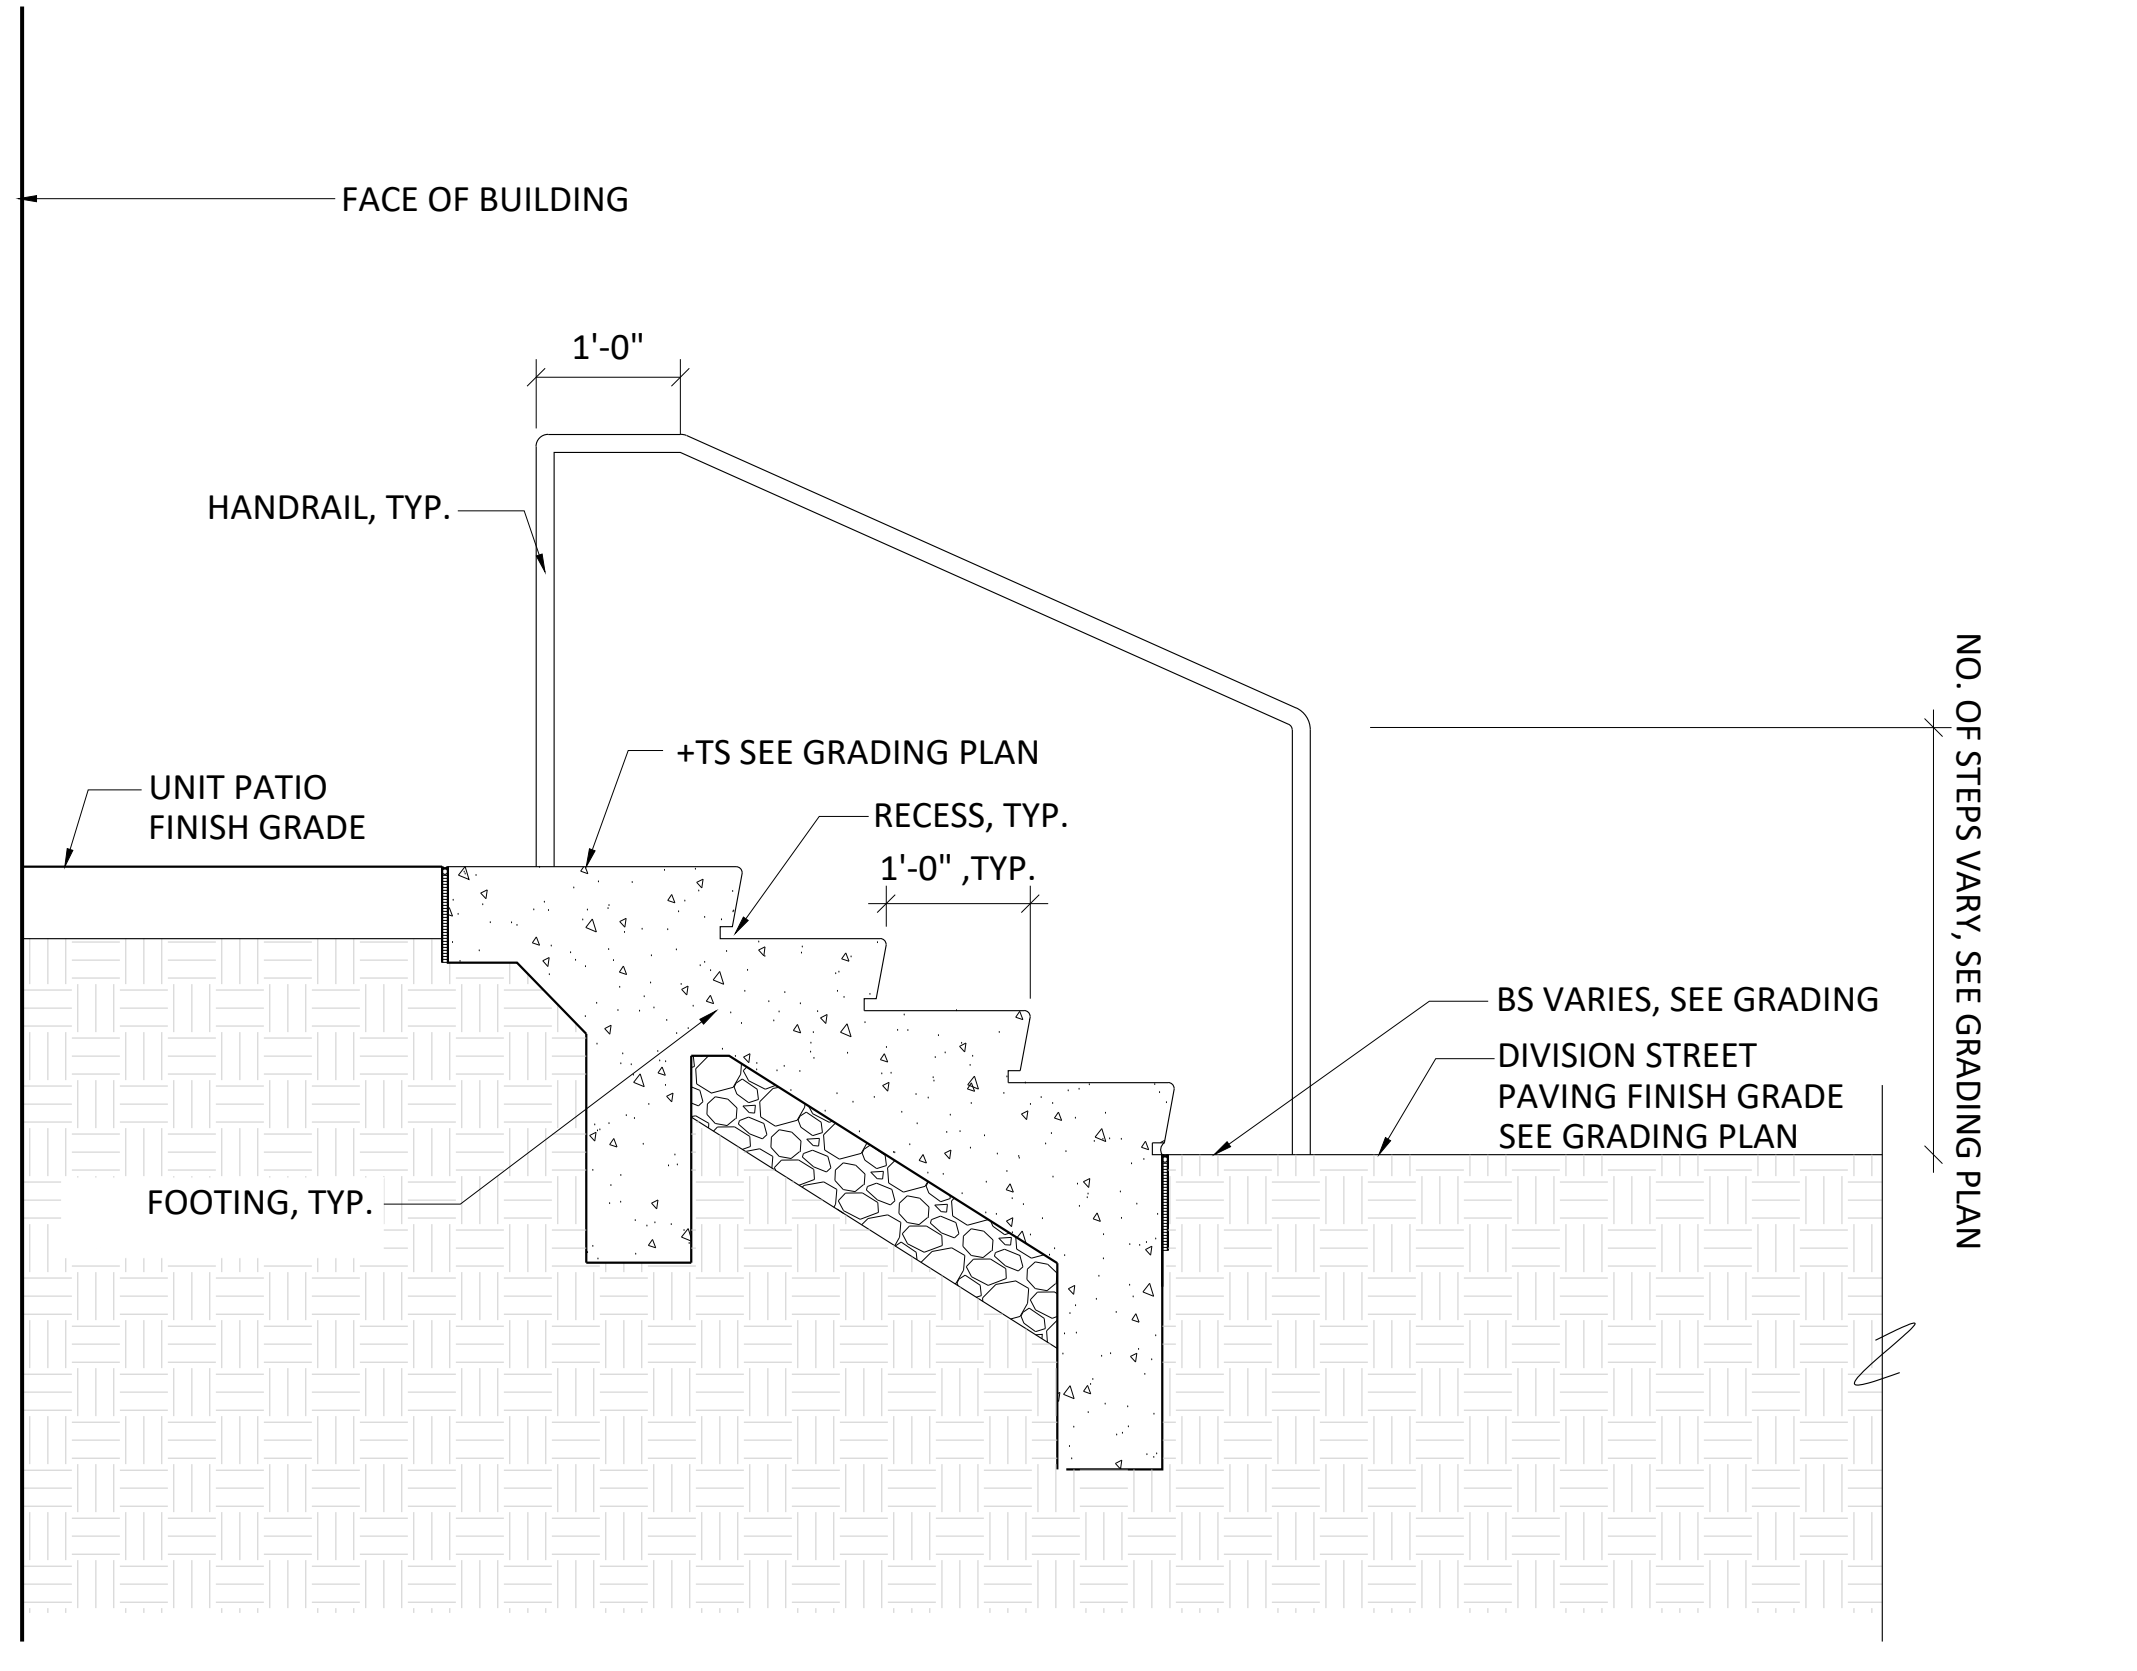 FACE OF BUILDING
1'-0"
HANDRAIL, TYP.
+TS SEE GRADING PLAN
UNIT PATIO
FINISH GRADE
RECESS, TYP.
1'-0" ,TYP.
NO. OF STEPS VARY, SEE GRADING PLAN
BS VARIES, SEE GRADING
DIVISION STREET
PAVING FINISH GRADE
SEE GRADING PLAN
FOOTING, TYP.